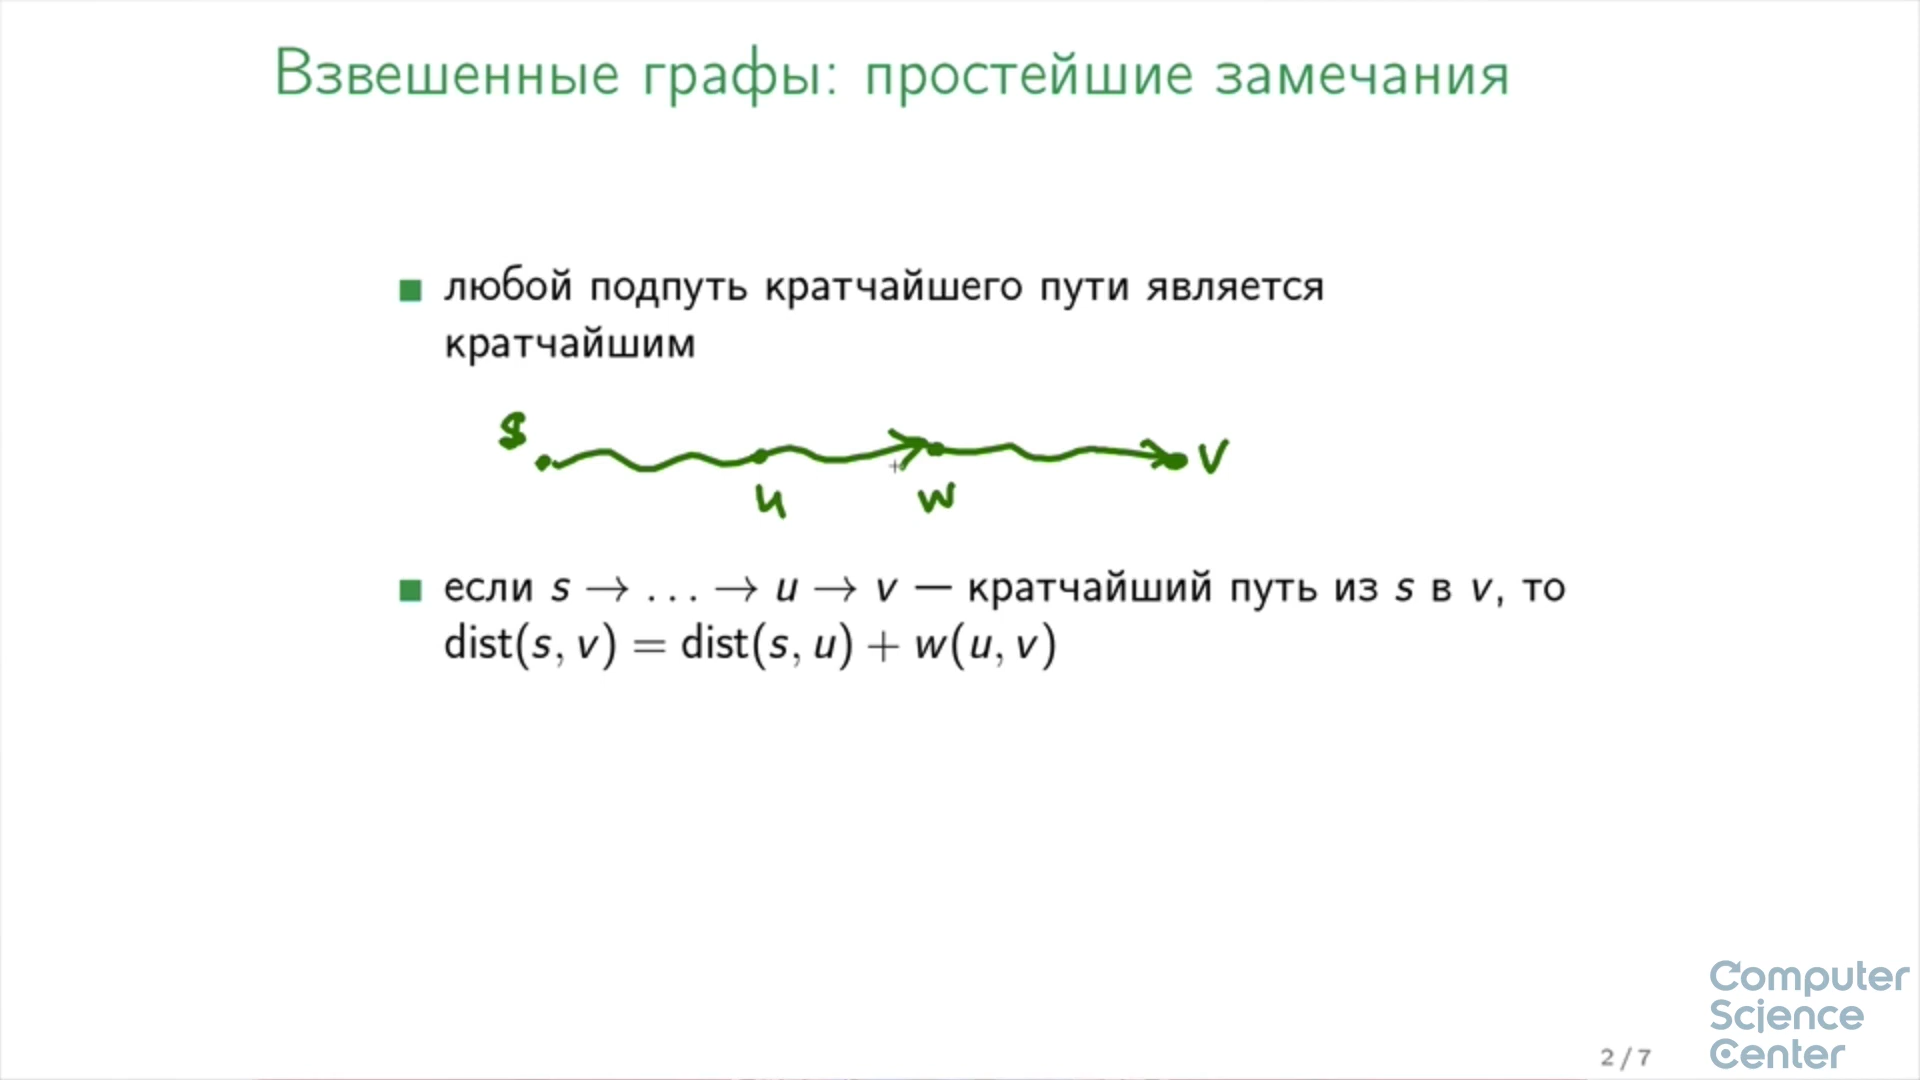 Взвешенные графы: простейшие замечания
любой подпуть кратчайшего пути является
кратчайшим
s
v
u
w
если s → … → u → v — кратчайший путь из s в v, то
dist(s, v) = dist(s, u) + w(u, v)
Computer
Science
Center
2 / 7